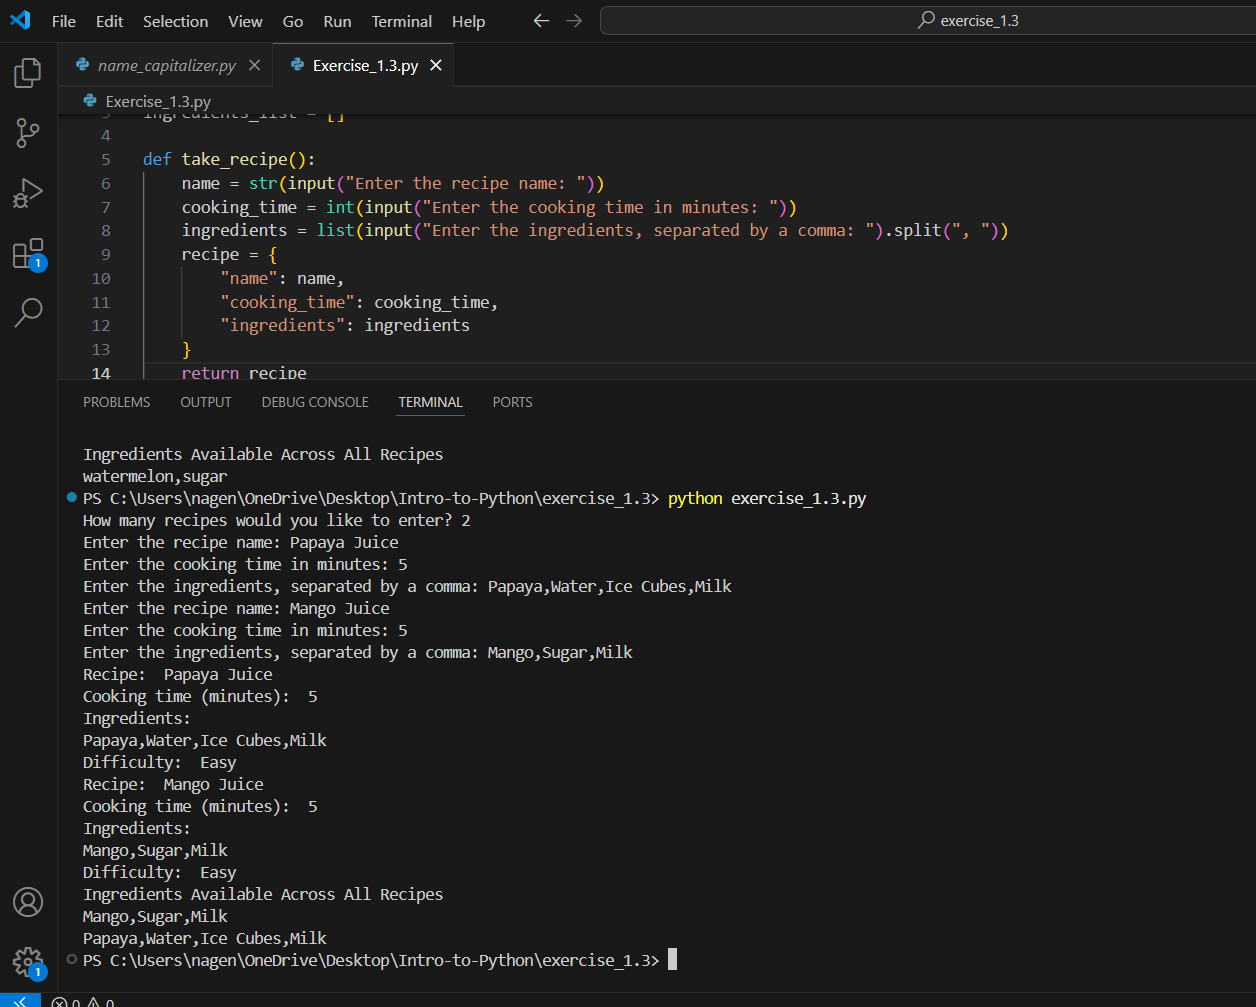 File Edit Selection View Go Run Terminal Help exercise_1.3
name_capitalizer.py Exercise_1.3.py
Exercise_1.3.py
3 ingredients_list = []
4
5 def take_recipe():
6 name = str(input("Enter the recipe name: "))
7 cooking_time = int(input("Enter the cooking time in minutes: "))
8 ingredients = list(input("Enter the ingredients, separated by a comma: ").split(", "))
9 recipe = {
10 "name": name,
11 "cooking_time": cooking_time,
12 "ingredients": ingredients
13 }
14 return recipe
PROBLEMS OUTPUT DEBUG CONSOLE TERMINAL PORTS
Ingredients Available Across All Recipes
watermelon,sugar
PS C:\Users\nagen\OneDrive\Desktop\Intro-to-Python\exercise_1.3> python exercise_1.3.py
How many recipes would you like to enter? 2
Enter the recipe name: Papaya Juice
Enter the cooking time in minutes: 5
Enter the ingredients, separated by a comma: Papaya,Water,Ice Cubes,Milk
Enter the recipe name: Mango Juice
Enter the cooking time in minutes: 5
Enter the ingredients, separated by a comma: Mango,Sugar,Milk
Recipe:  Papaya Juice
Cooking time (minutes):  5
Ingredients:
Papaya,Water,Ice Cubes,Milk
Difficulty:  Easy
Recipe:  Mango Juice
Cooking time (minutes):  5
Ingredients:
Mango,Sugar,Milk
Difficulty:  Easy
Ingredients Available Across All Recipes
Mango,Sugar,Milk
Papaya,Water,Ice Cubes,Milk
PS C:\Users\nagen\OneDrive\Desktop\Intro-to-Python\exercise_1.3>
1
1
0 0